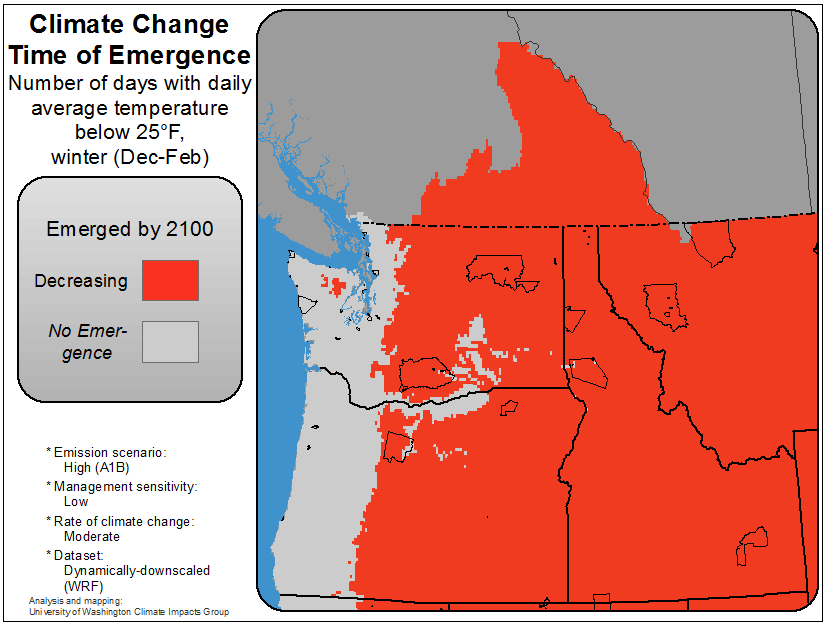 Climate Change
Time of Emergence
Number of days with daily
average temperature
below 25°F,
winter (Dec-Feb)
Emerged by 2100
Decreasing
No Emer-
gence
* Emission scenario:
High (A1B)
* Management sensitivity:
Low
* Rate of climate change:
Moderate
* Dataset:
Dynamically-downscaled
(WRF)
Analysis and mapping:
University of Washington Climate Impacts Group